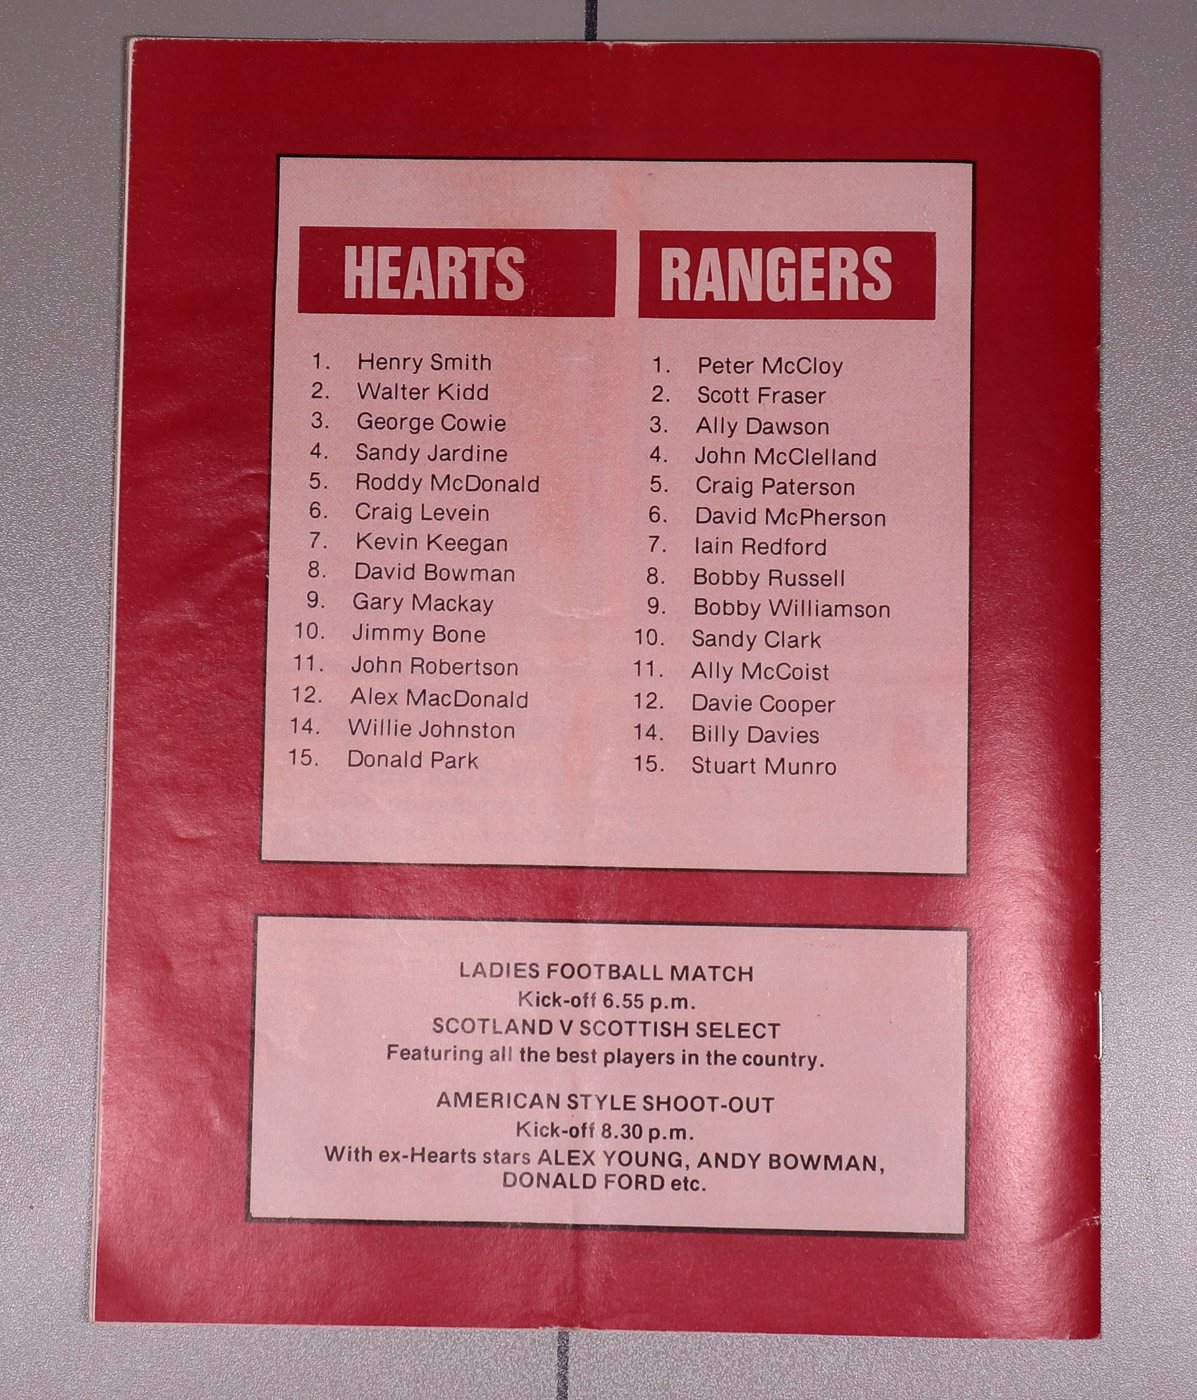 HEARTS
1. Henry Smith
2. Walter Kidd
3. George Cowie
4. Sandy Jardine
5. Roddy McDonald
6. Craig Levein
7. Kevin Keegan
8. David Bowman
9. Gary Mackay
10. Jimmy Bone
11. John Robertson
12. Alex MacDonald
14. Willie Johnston
15. Donald Park
RANGERS
1. Peter McCloy
2. Scott Fraser
3. Ally Dawson
4. John McClelland
5. Craig Paterson
6. David McPherson
7. Iain Redford
8. Bobby Russell
9. Bobby Williamson
10. Sandy Clark
11. Ally McCoist
12. Davie Cooper
14. Billy Davies
15. Stuart Munro
LADIES FOOTBALL MATCH
Kick-off 6.55 p.m.
SCOTLAND V SCOTTISH SELECT
Featuring all the best players in the country.
AMERICAN STYLE SHOOT-OUT
Kick-off 8.30 p.m.
With ex-Hearts stars ALEX YOUNG, ANDY BOWMAN,
DONALD FORD etc.